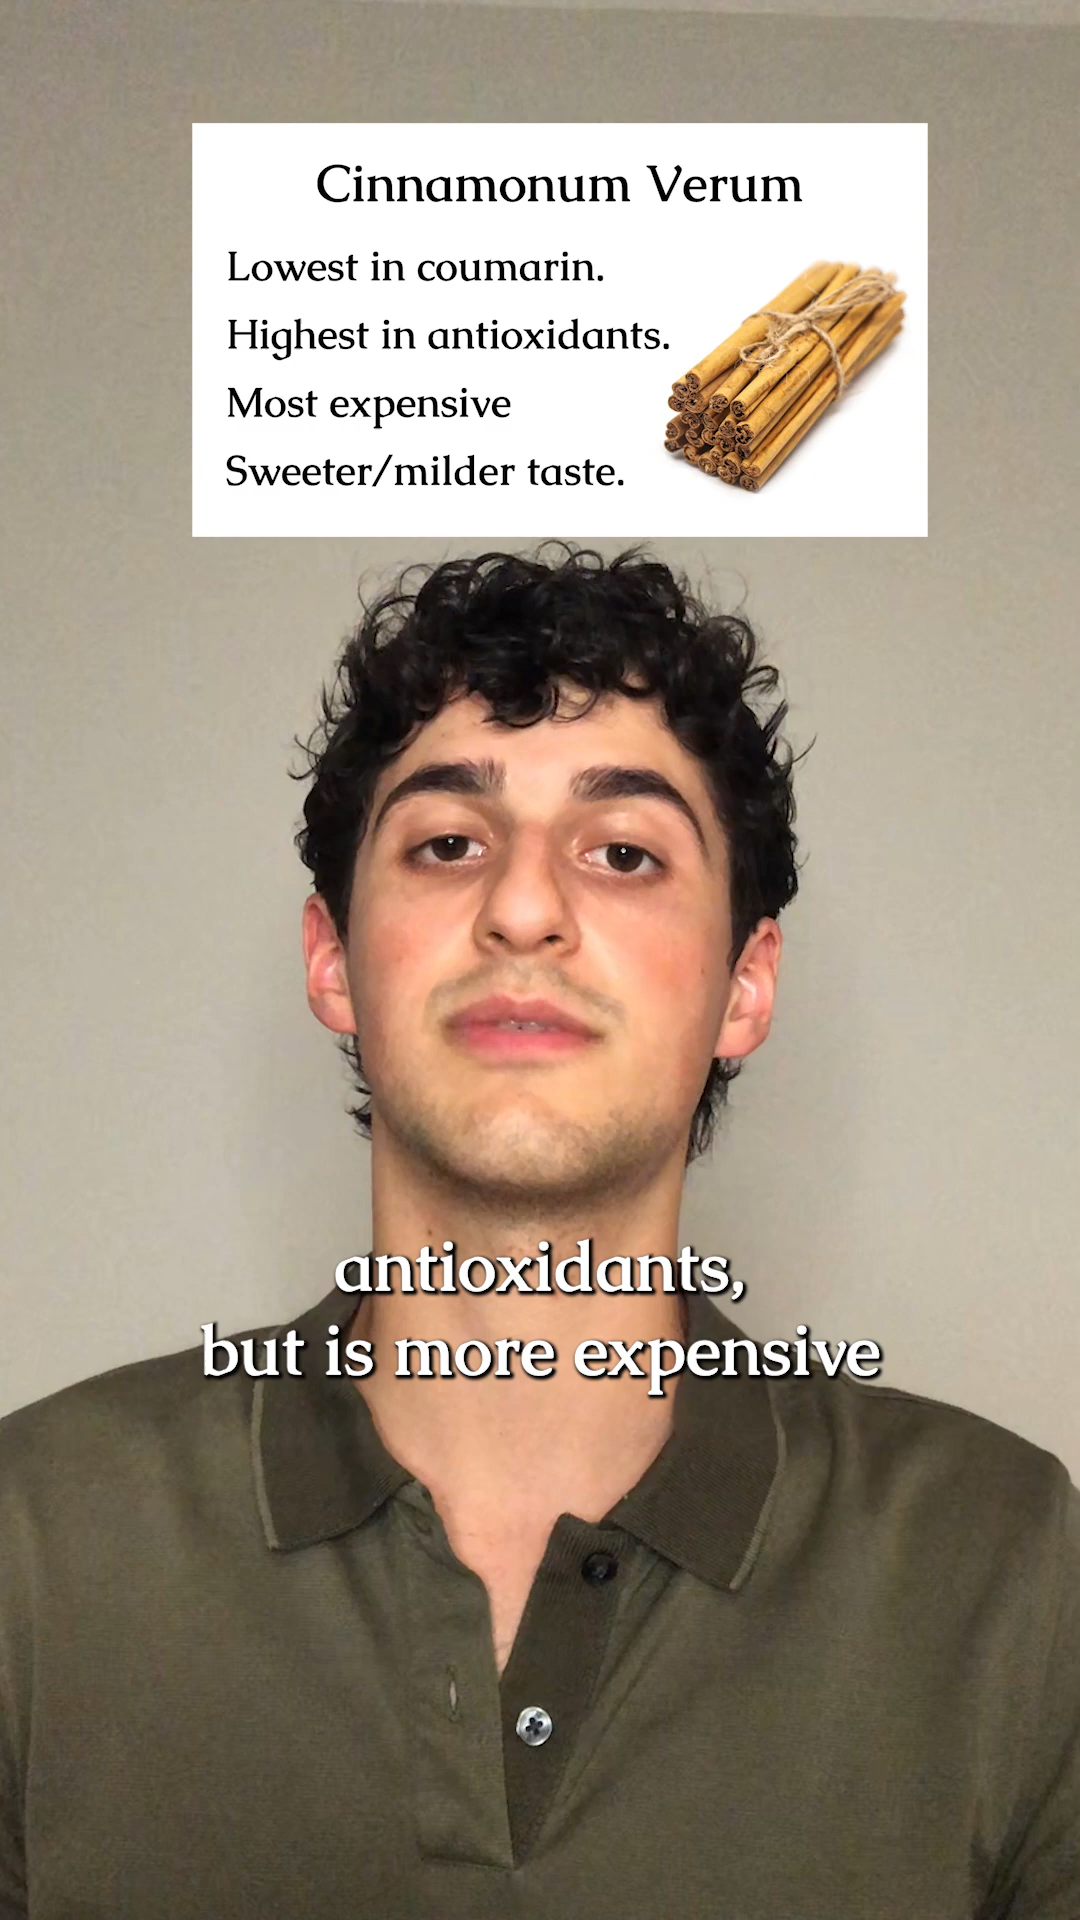 Cinnamonum Verum
Lowest in coumarin.
Highest in antioxidants.
Most expensive
Sweeter/milder taste.
antioxidants,
but is more expensive